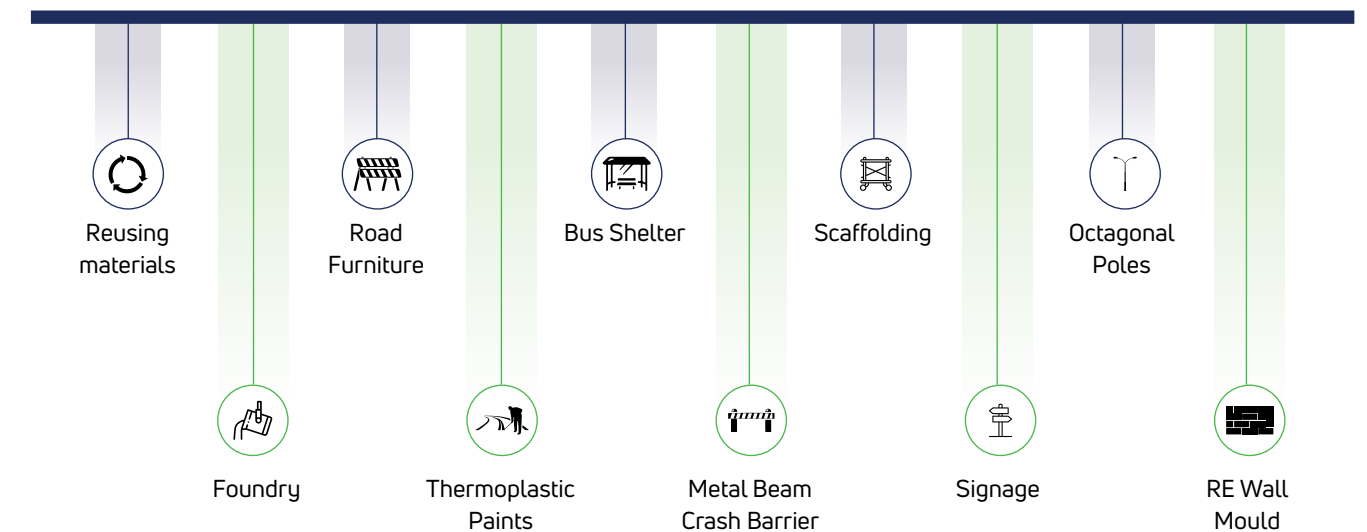 Reusing
materials
Road
Furniture
Bus Shelter
Scaffolding
Octagonal
Poles
Foundry
Thermoplastic
Paints
Metal Beam
Crash Barrier
Signage
RE Wall
Mould